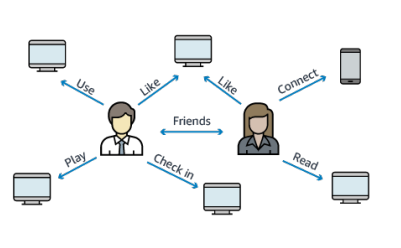 Use
Like
Like
Connect
Friends
Play
Check in
Read